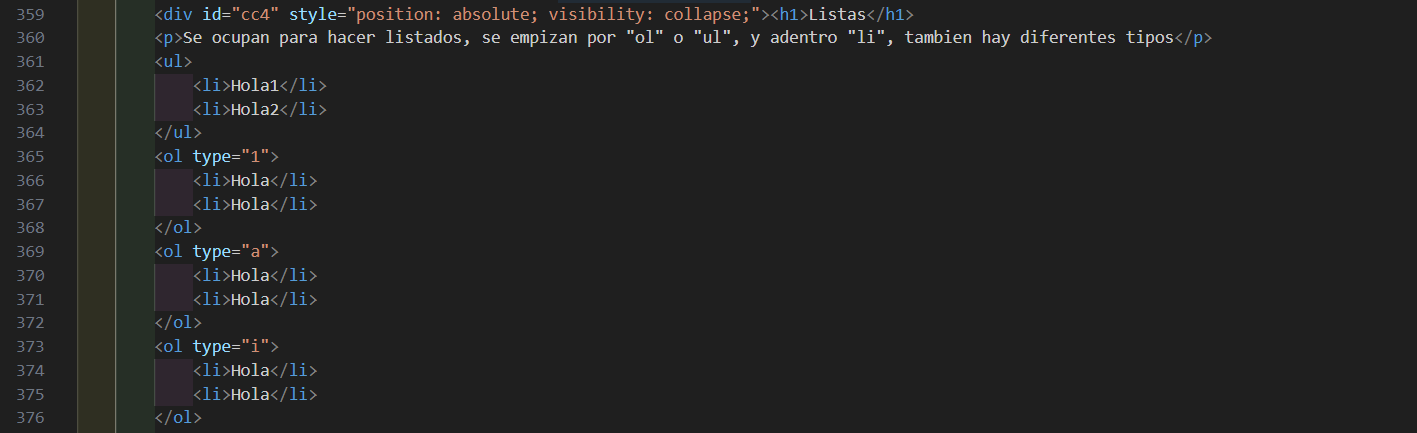 359 <div id="cc4" style="position: absolute; visibility: collapse;"><h1>Listas</h1>
360 <p>Se ocupan para hacer listados, se empizan por "ol" o "ul", y adentro "li", tambien hay diferentes tipos</p>
361 <ul>
362 <li>Hola1</li>
363 <li>Hola2</li>
364 </ul>
365 <ol type="1">
366 <li>Hola</li>
367 <li>Hola</li>
368 </ol>
369 <ol type="a">
370 <li>Hola</li>
371 <li>Hola</li>
372 </ol>
373 <ol type="i">
374 <li>Hola</li>
375 <li>Hola</li>
376 </ol>